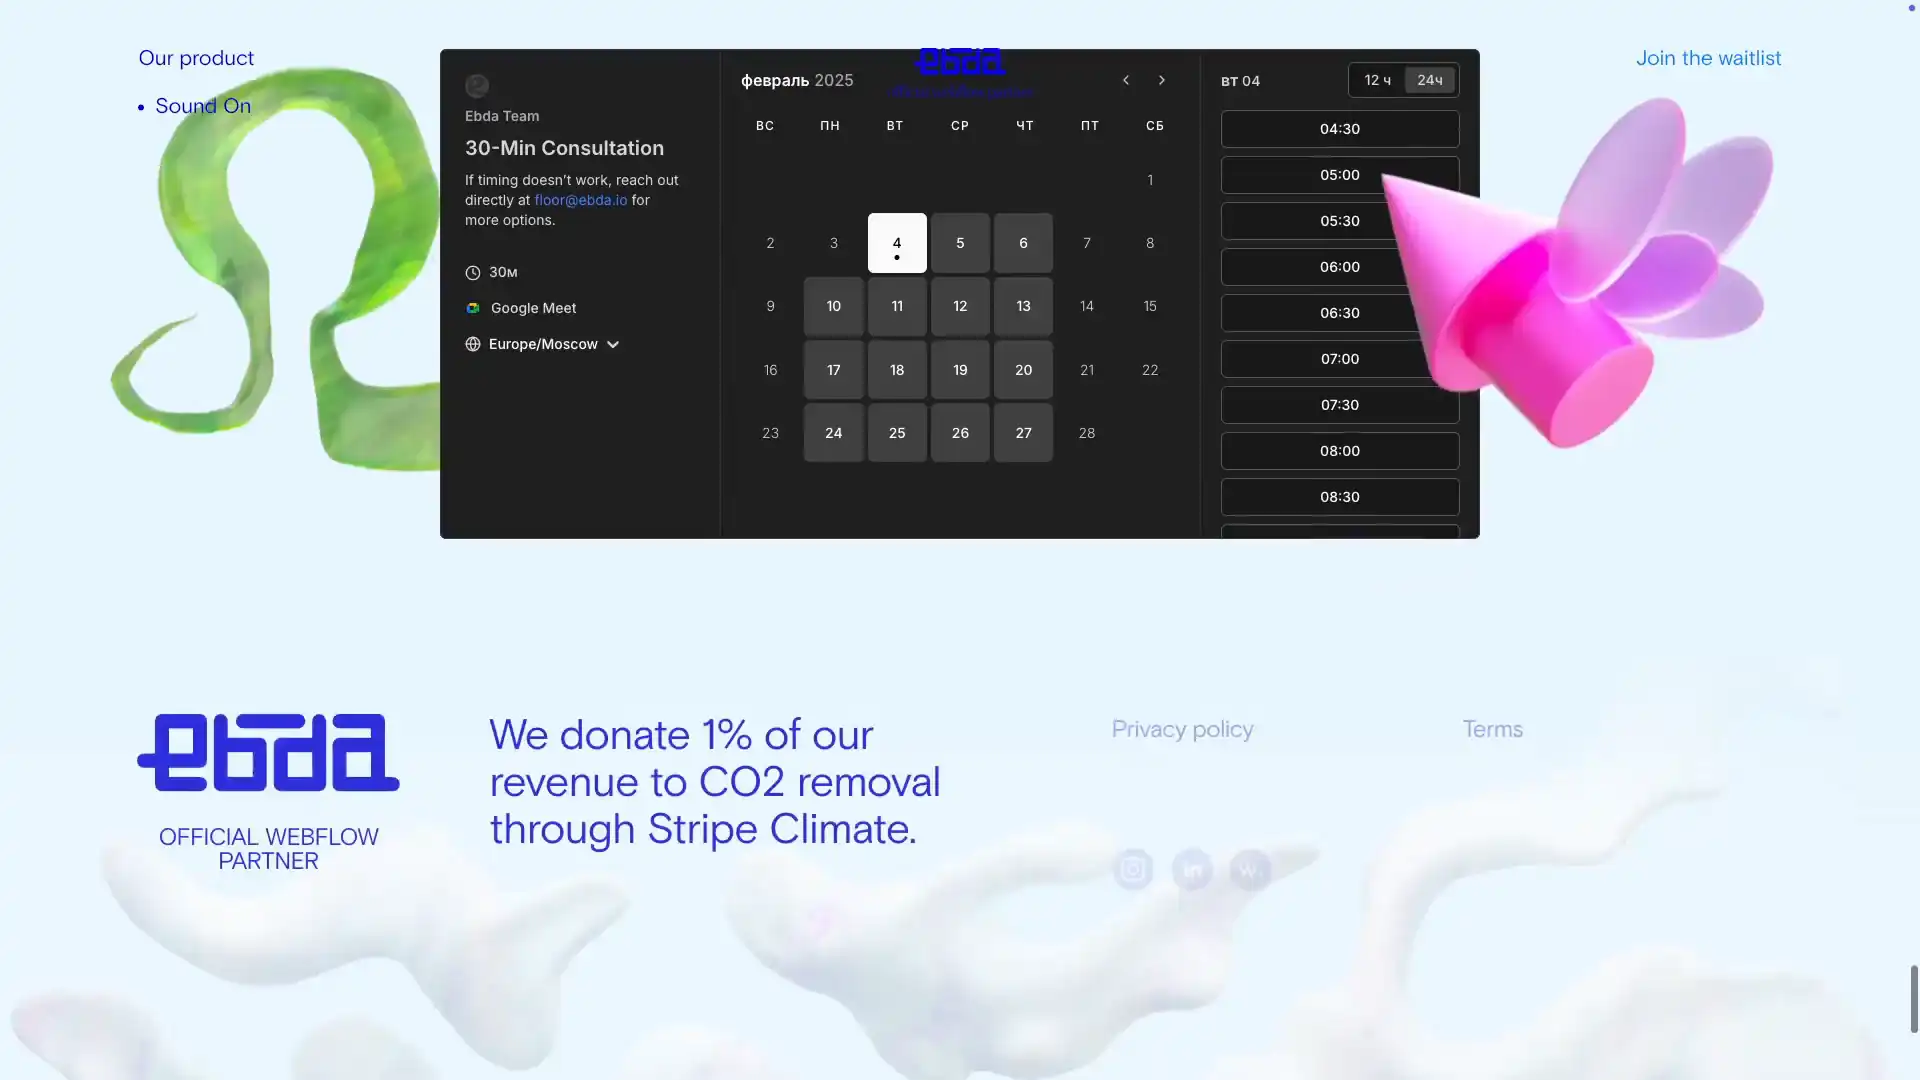 Our product
Sound On
ebda
Join the waitlist
Ebda Team
30-Min Consultation
If timing doesn't work, reach out
directly at floor@ebda.io for
more options.
30м
Google Meet
Europe/Moscow
февраль 2025
ВС ПН ВТ СР ЧТ ПТ СБ
1
2 3 4 5 6 7 8
9 10 11 12 13 14 15
16 17 18 19 20 21 22
23 24 25 26 27 28
вт 04
12 ч 24ч
04:30
05:00
05:30
06:00
06:30
07:00
07:30
08:00
08:30
ebda
OFFICIAL WEBFLOW
PARTNER
We donate 1% of our
revenue to CO2 removal
through Stripe Climate.
Privacy policy
Terms
in
W.